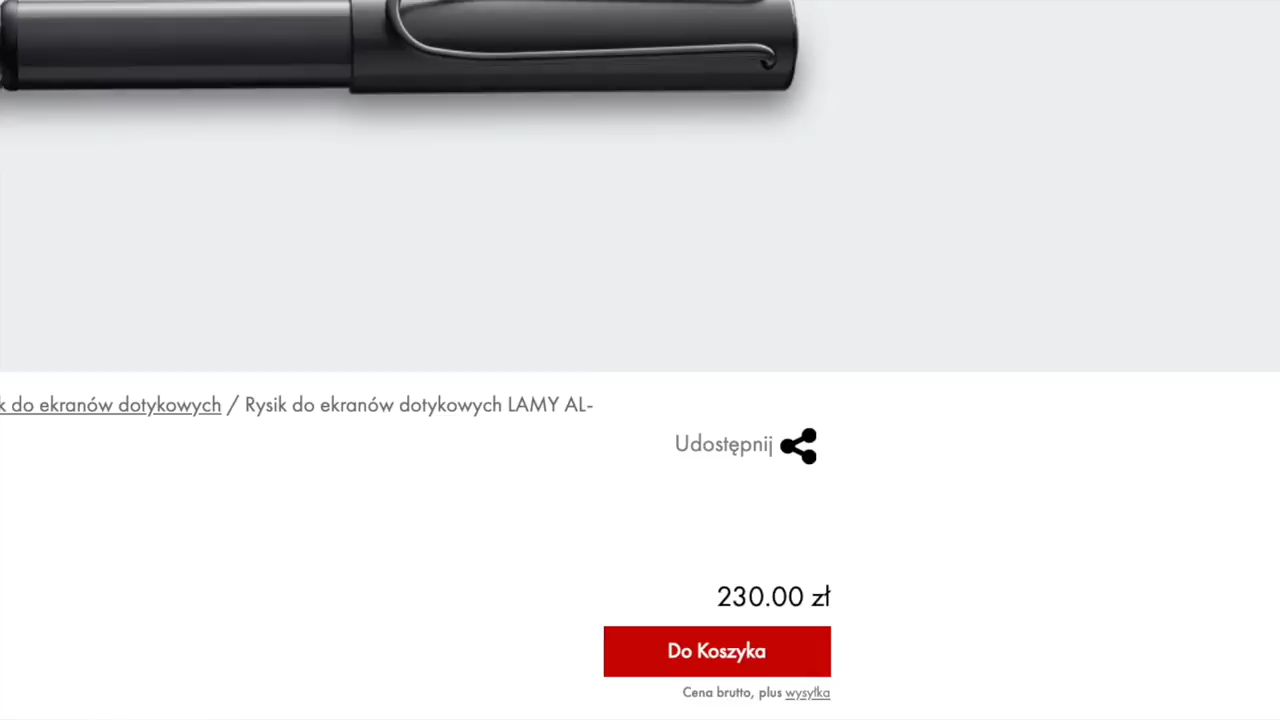 do ekranów dotykowych / Rysik do ekranów dotykowych LAMY AL-
Udostępnij
230.00 zł
Do Koszyka
Cena brutto, plus wysyłka